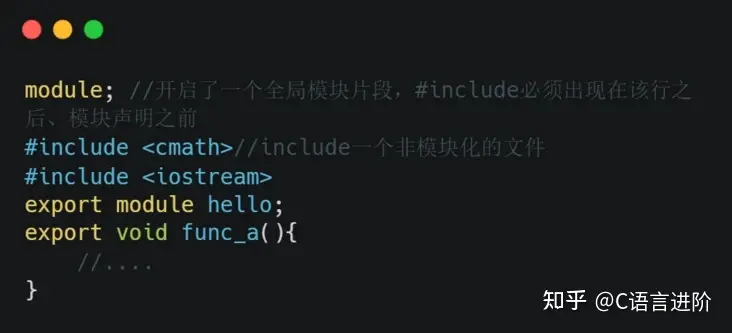 module; //开启了一个全局模块片段，#include必须出现在该行之
后、模块声明之前
#include <cmath>//include一个非模块化的文件
#include <iostream>
export module hello;
export void func_a(){
    //....
}
知乎 @C语言进阶